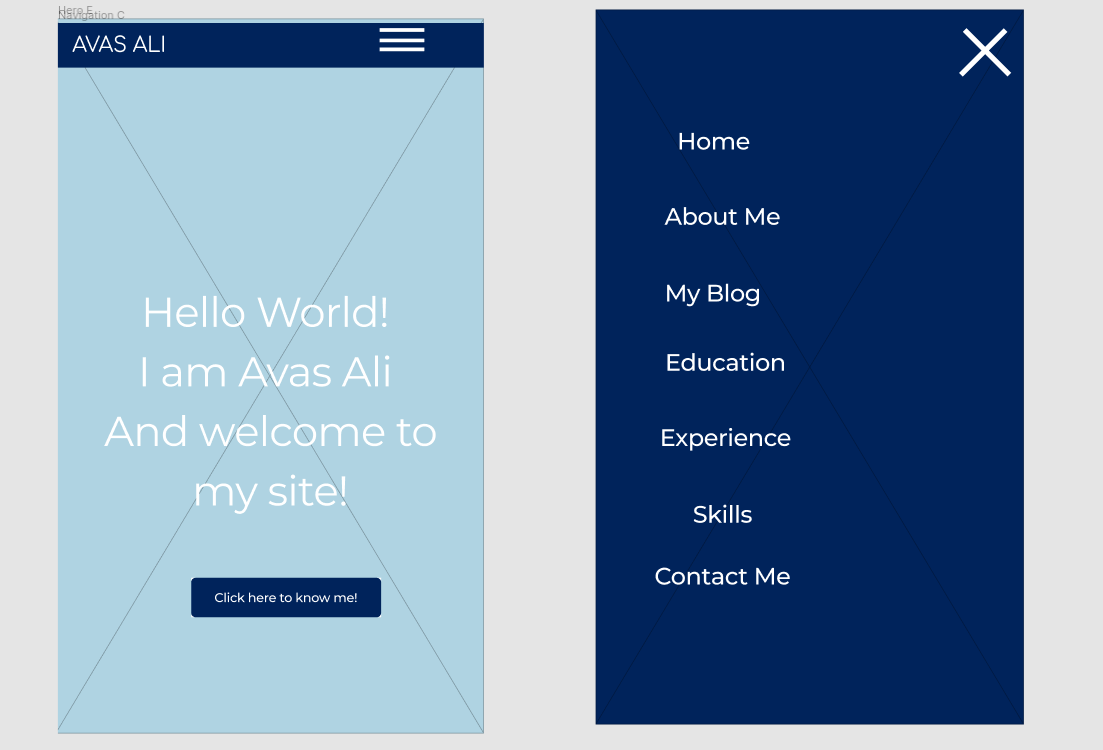 Hero E
Navigation C
AVAS ALI
Hello World!
I am Avas Ali
And welcome to
my site!
Click here to know me!
Home
About Me
My Blog
Education
Experience
Skills
Contact Me